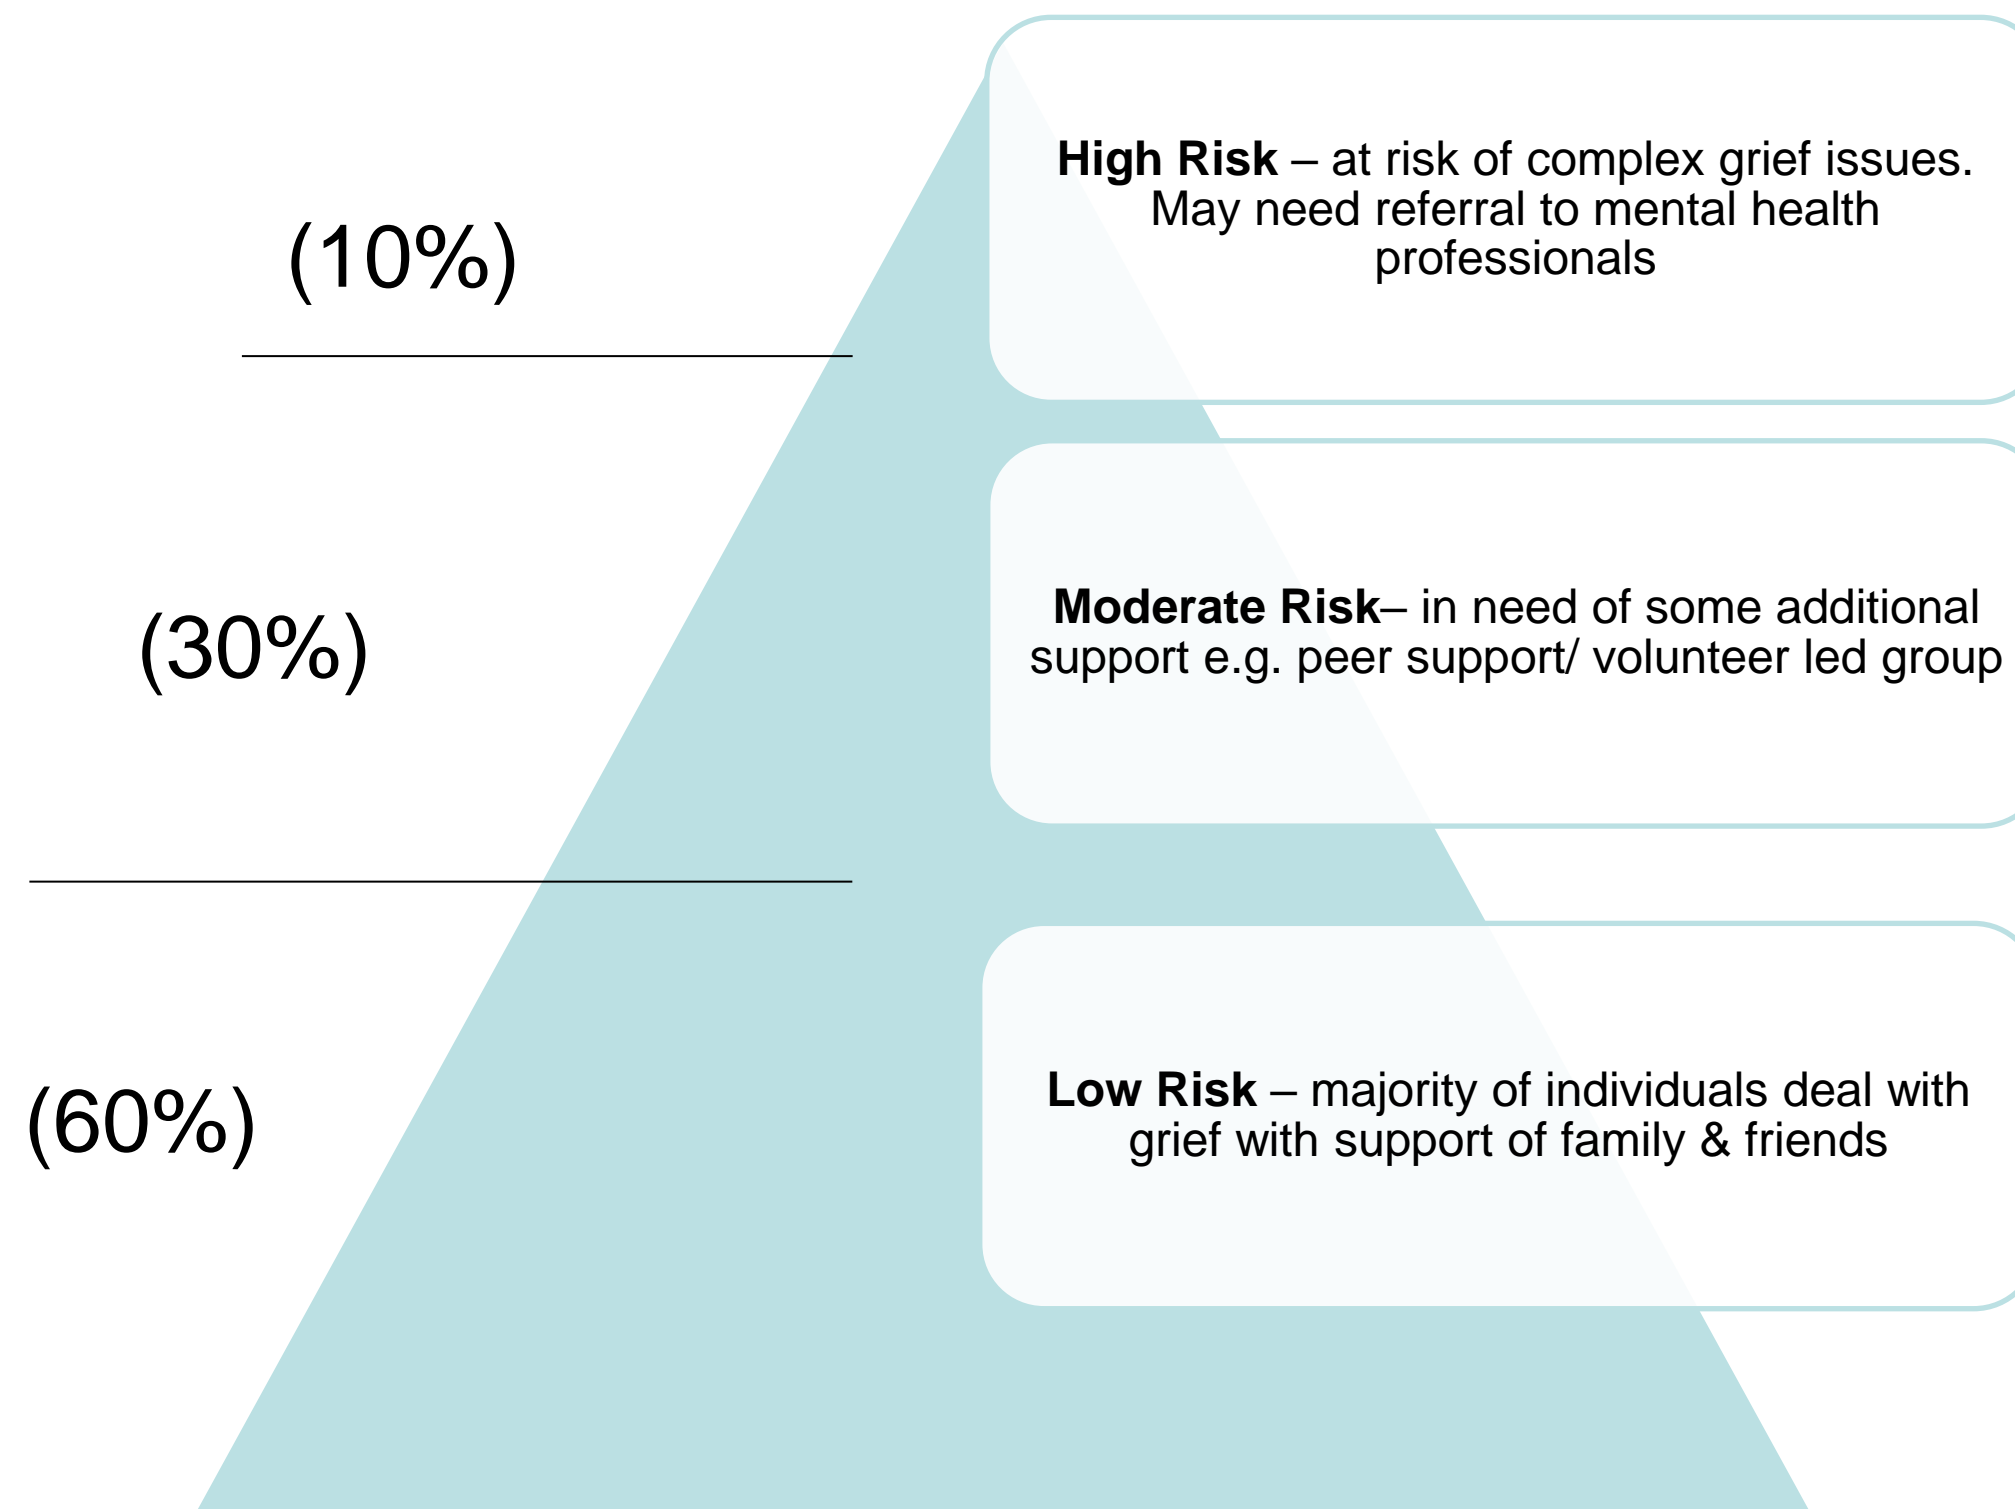 (10%)
High Risk – at risk of complex grief issues.
May need referral to mental health
professionals
(30%)
Moderate Risk– in need of some additional
support e.g. peer support/ volunteer led group
(60%)
Low Risk – majority of individuals deal with
grief with support of family & friends